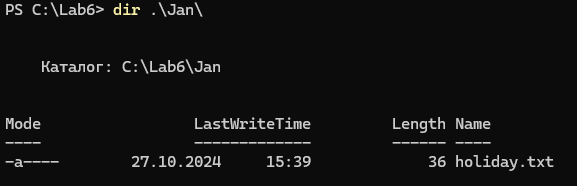 PS C:\Lab6> dir .\Jan\
Каталог: C:\Lab6\Jan
Mode                 LastWriteTime         Length Name
----                 -------------         ------ ----
-a----        27.10.2024     15:39             36 holiday.txt